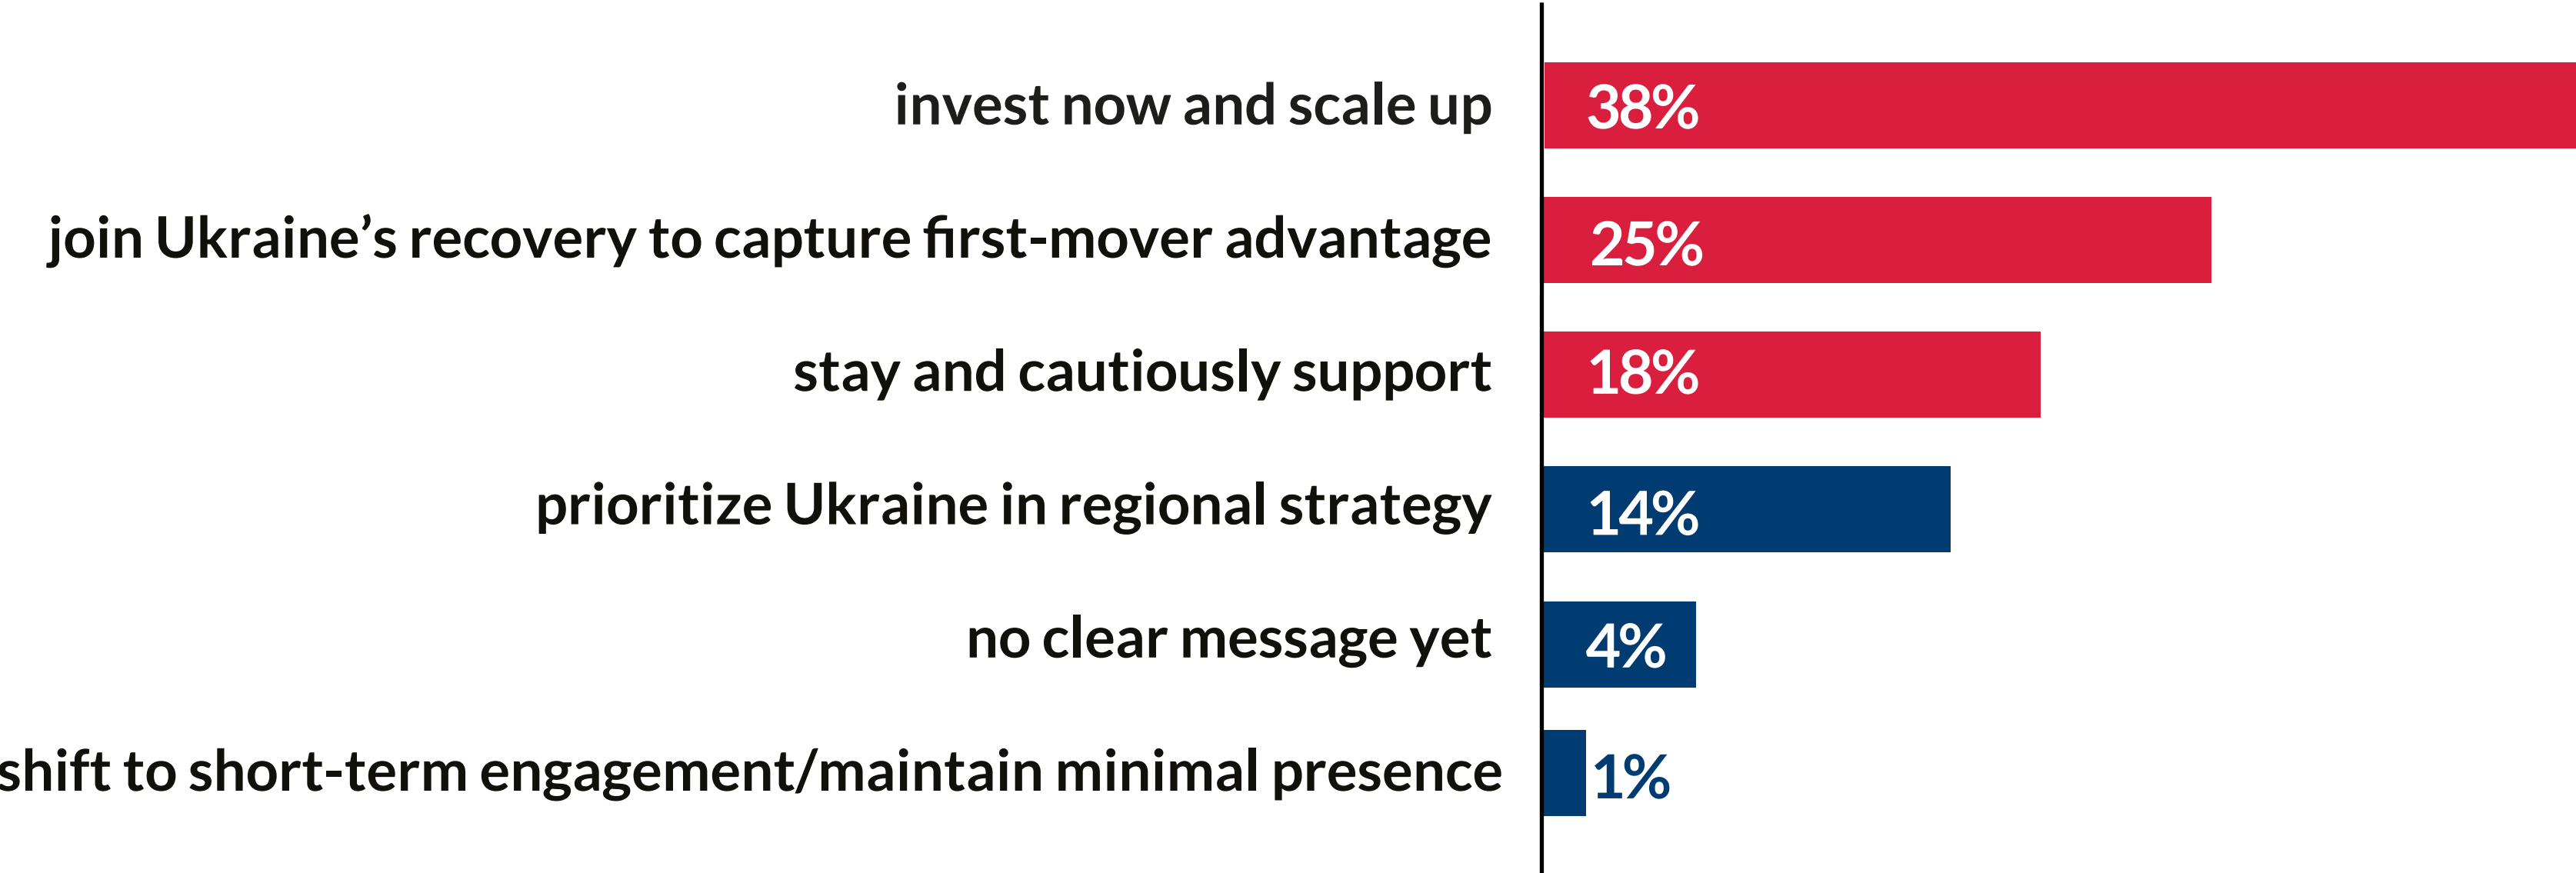 invest now and scale up 38%
join Ukraine’s recovery to capture first-mover advantage 25%
stay and cautiously support 18%
prioritize Ukraine in regional strategy 14%
no clear message yet 4%
shift to short-term engagement/maintain minimal presence 1%